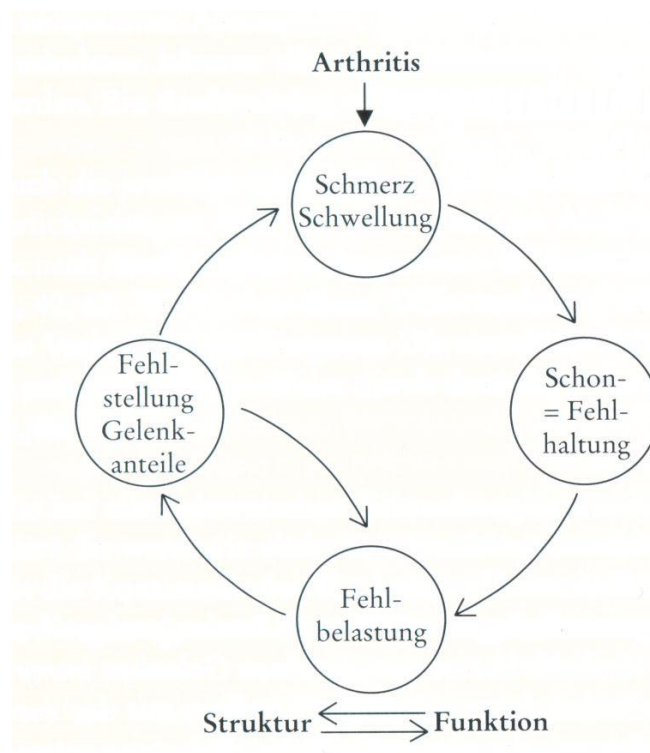 Arthritis
Schmerz
Schwellung
Fehl-
stellung
Gelenk-
anteile
Schon-
= Fehl-
haltung
Fehl-
belastung
Struktur Funktion